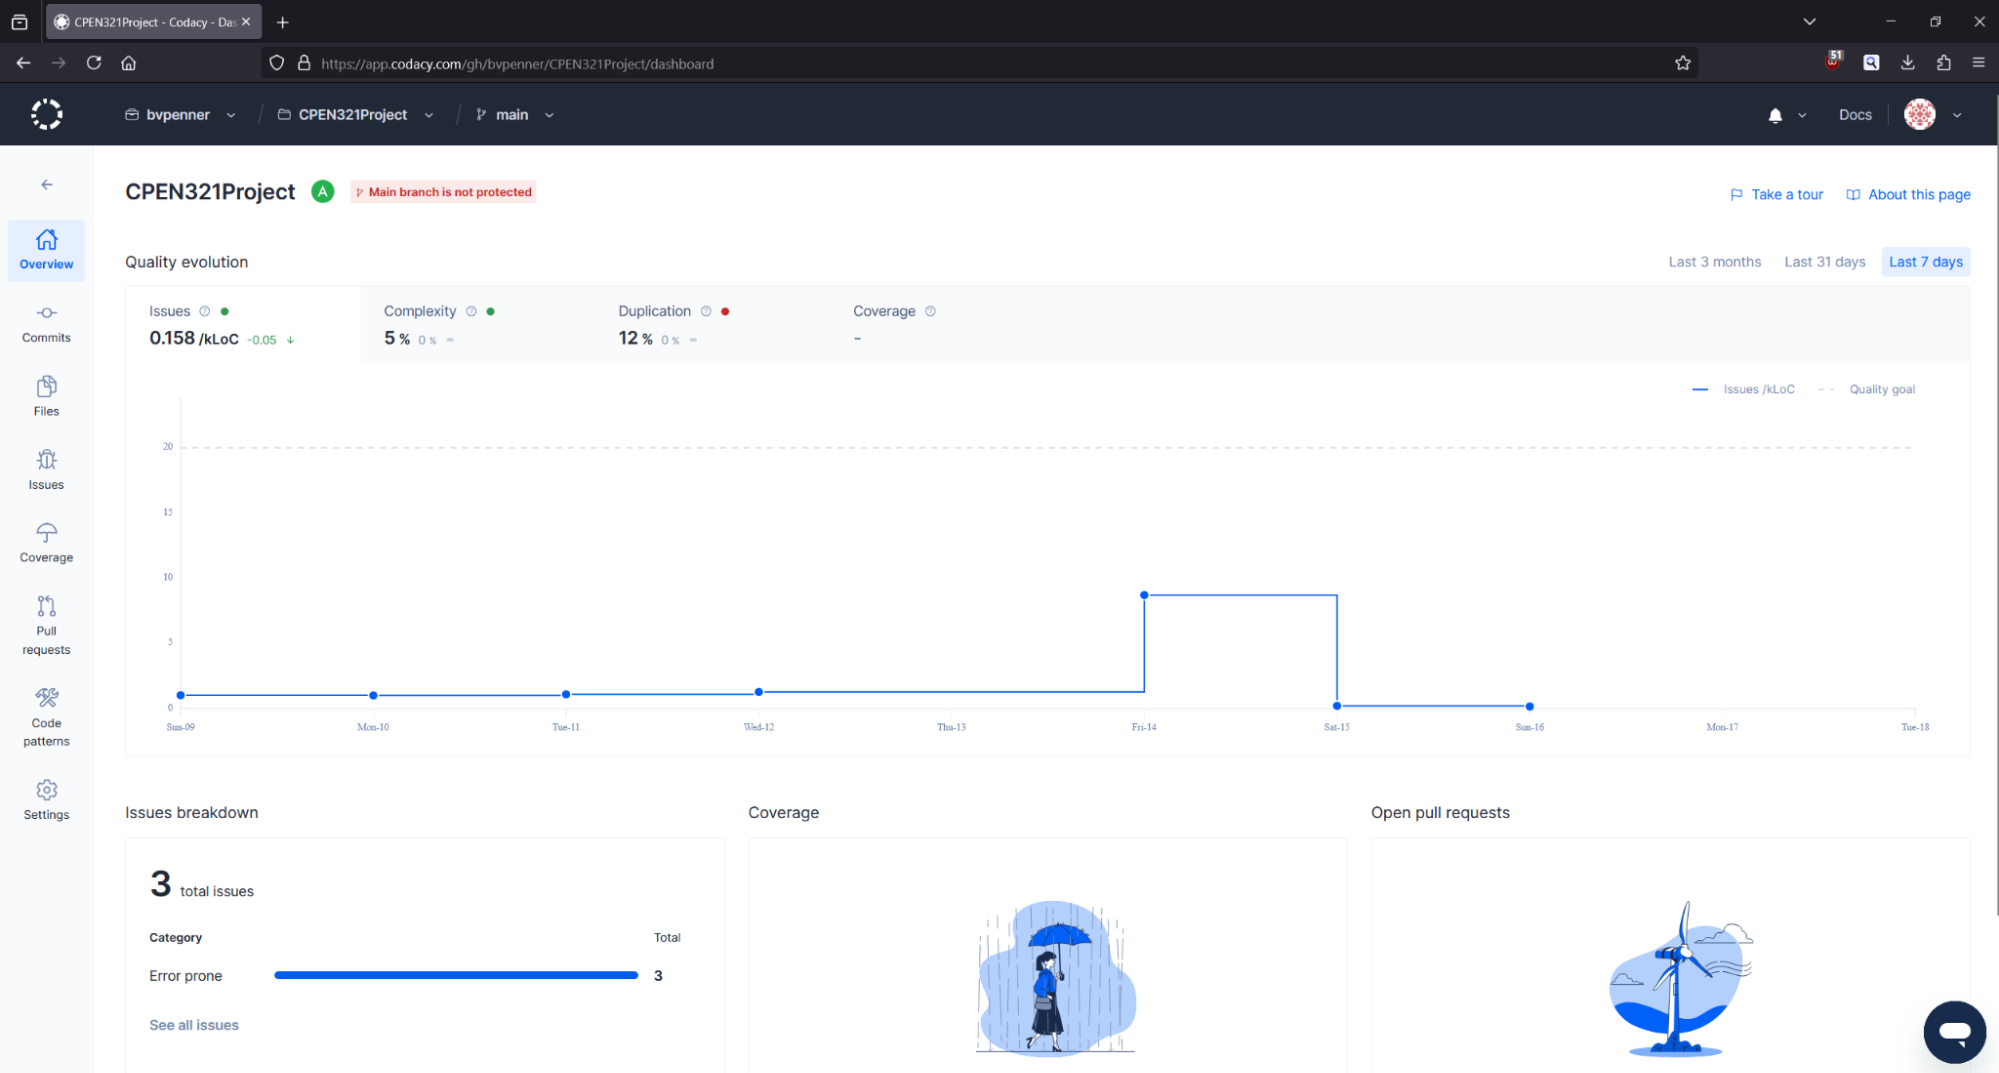 CPEN321Project - Codacy - Das
https://app.codacy.com/gh/bvpenner/CPEN321Project/dashboard
51
bvpenner / CPEN321Project / main
Docs
CPEN321Project A Main branch is not protected
Take a tour About this page
Overview
Commits
Files
Issues
Coverage
Pull
requests
Code
patterns
Settings
Quality evolution
Last 3 months Last 31 days Last 7 days
Issues
0.158 /kLoC -0.05 ↓
Complexity
5 % 0 % =
Duplication
12 % 0 % =
Coverage
-
Issues /kLoC Quality goal
20
15
10
5
0
Sun-09 Mon-10 Tue-11 Wed-12 Thu-13 Fri-14 Sat-15 Sun-16 Mon-17 Tue-18
Issues breakdown
3 total issues
Category Total
Error prone 3
See all issues
Coverage
Open pull requests